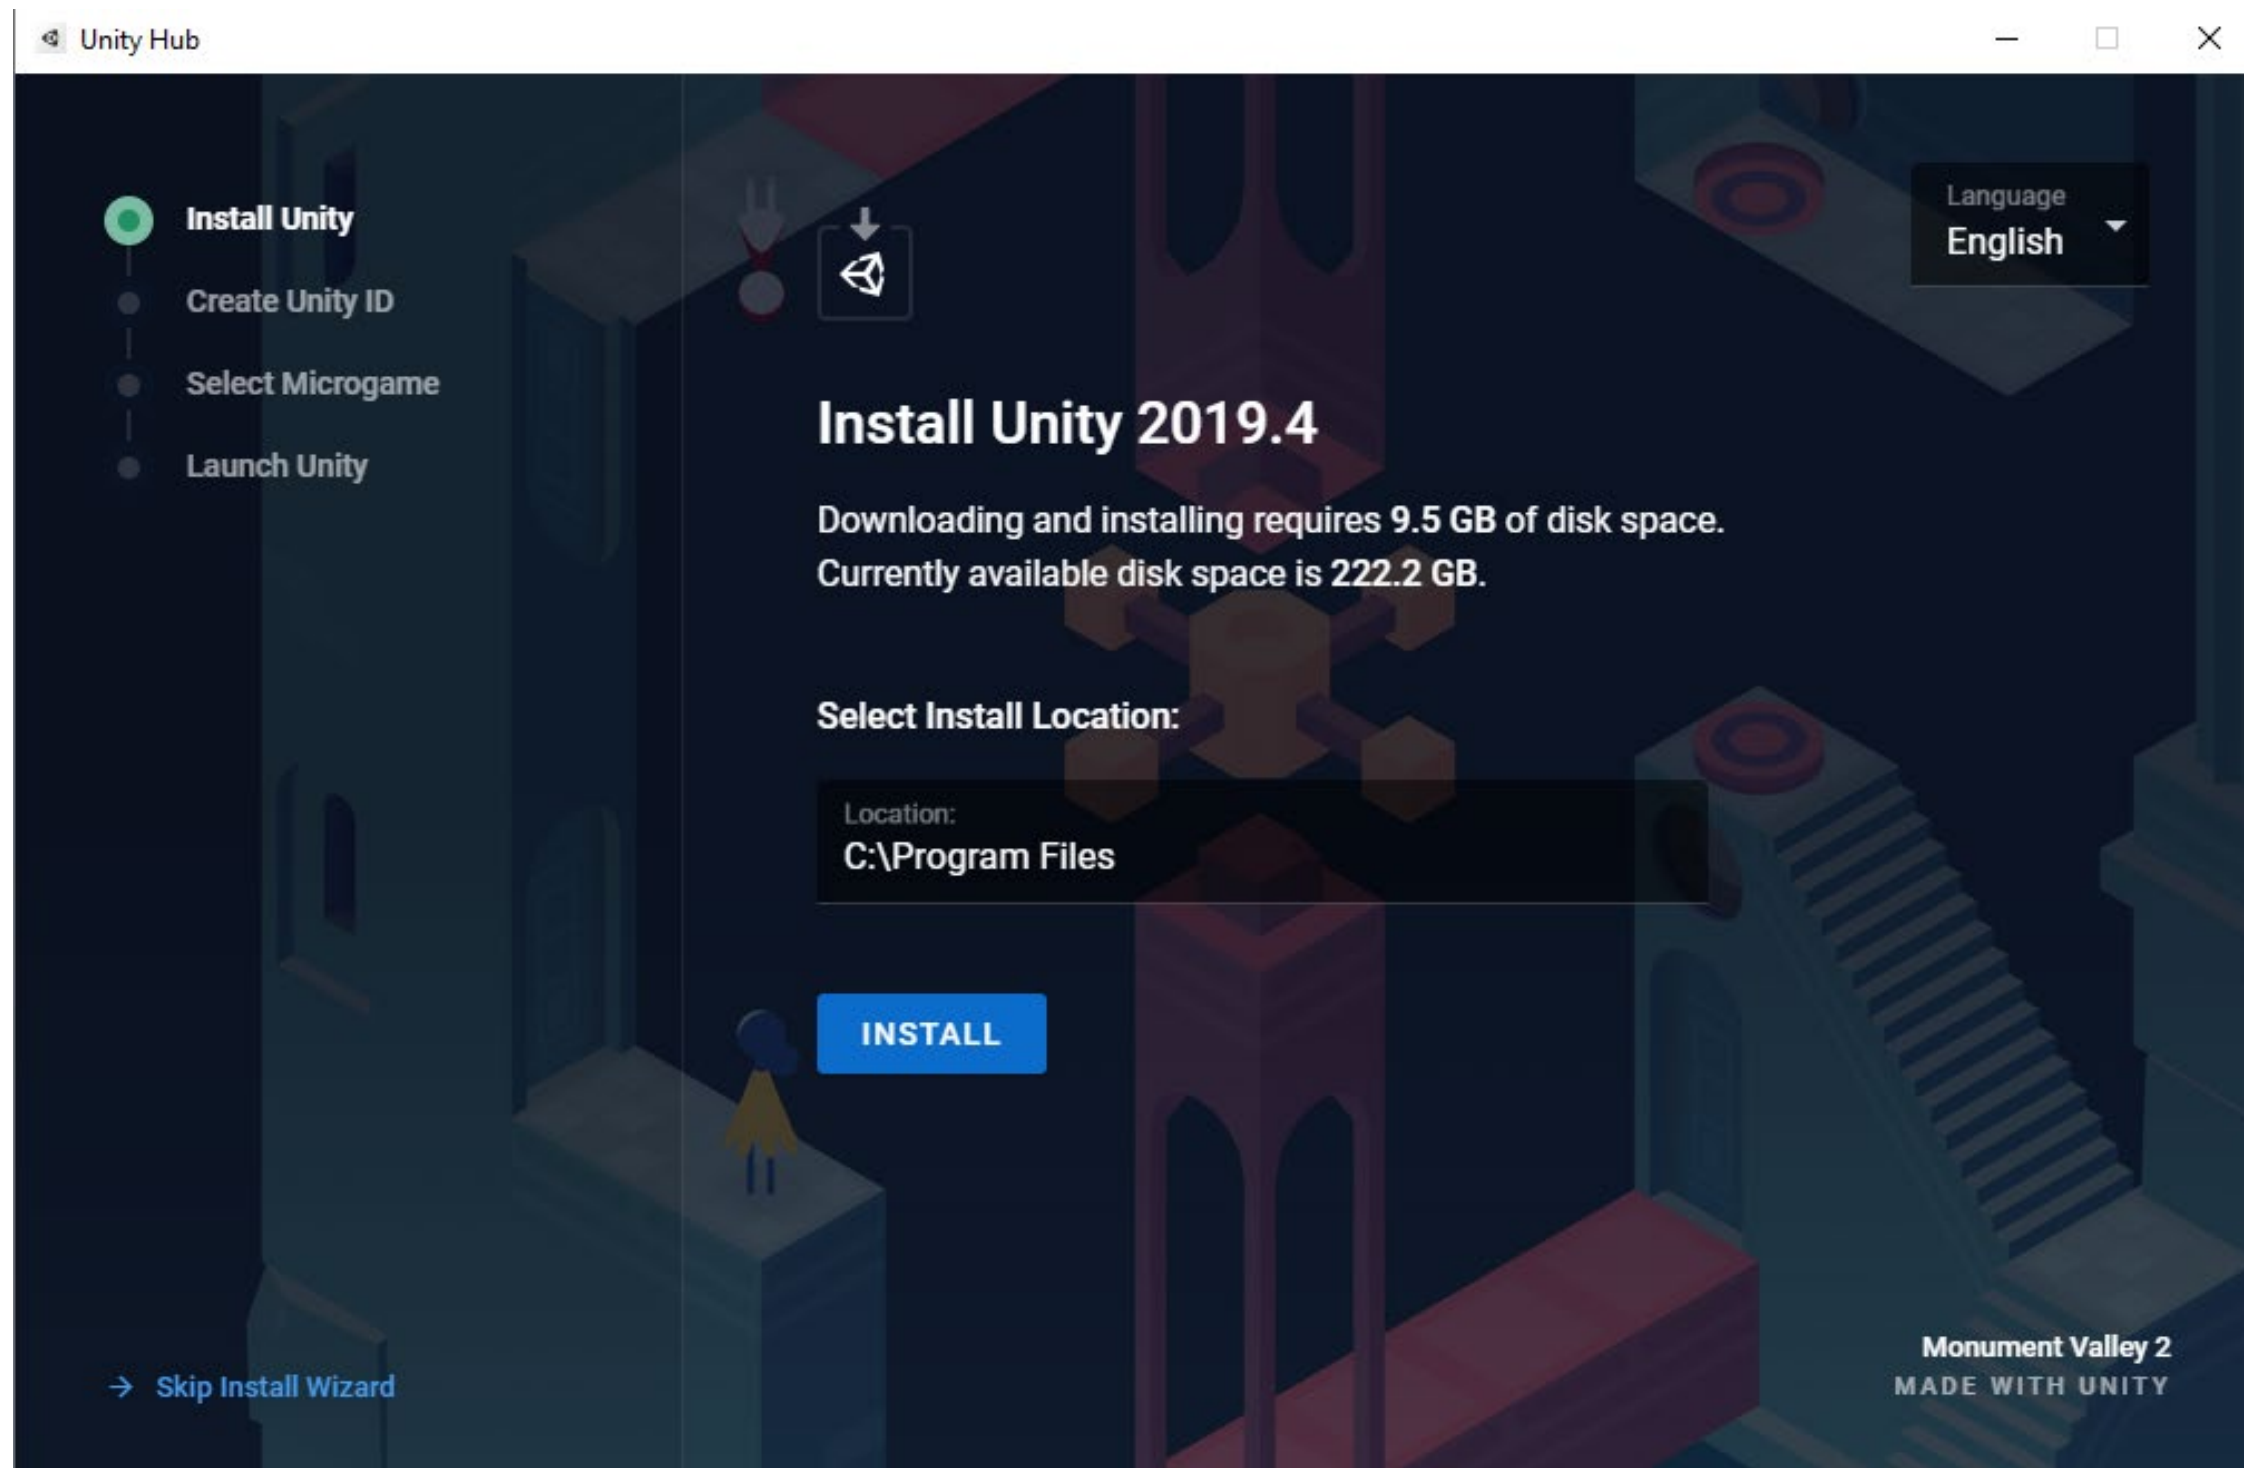 Unity Hub
Install Unity
Create Unity ID
Select Microgame
Launch Unity
Language
English
Install Unity 2019.4
Downloading and installing requires 9.5 GB of disk space.
Currently available disk space is 222.2 GB.
Select Install Location:
Location:
C:\Program Files
INSTALL
Skip Install Wizard
Monument Valley 2
MADE WITH UNITY